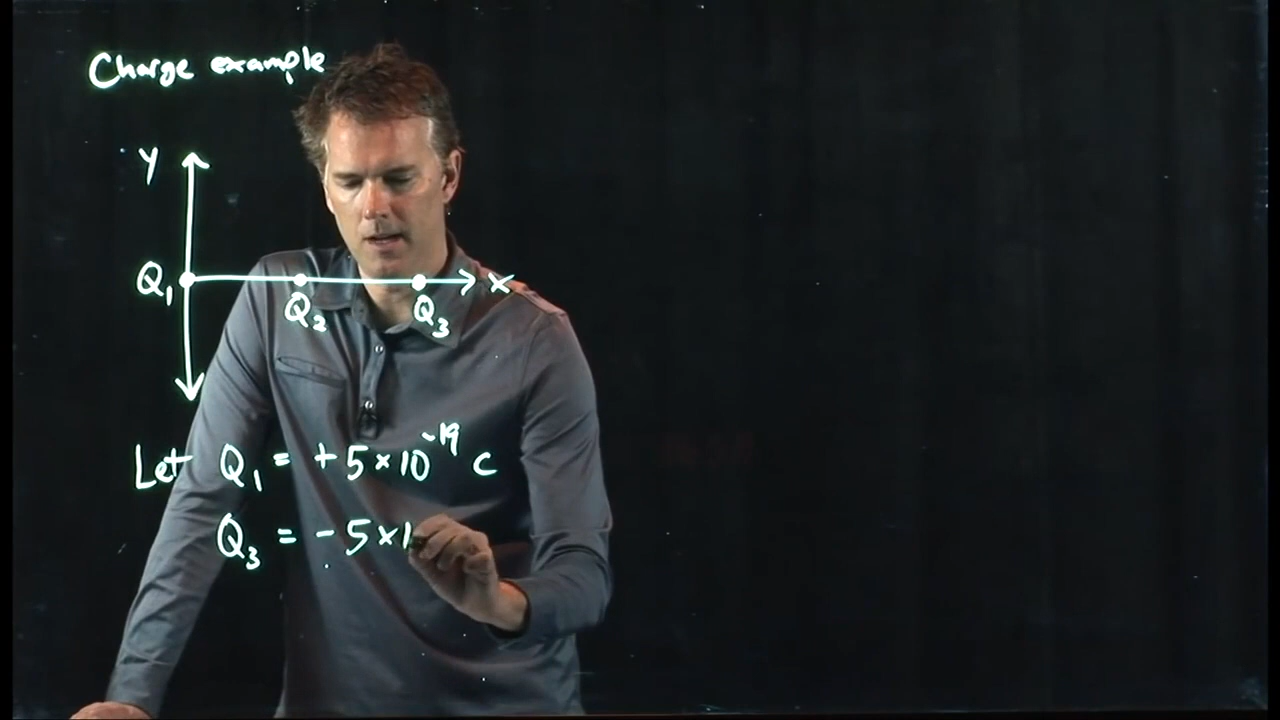 Charge example
Y
Q₁ X
Q₂ Q₃
Let Q₁ = +5×10⁻¹⁹ C
Q₃ = -5×1